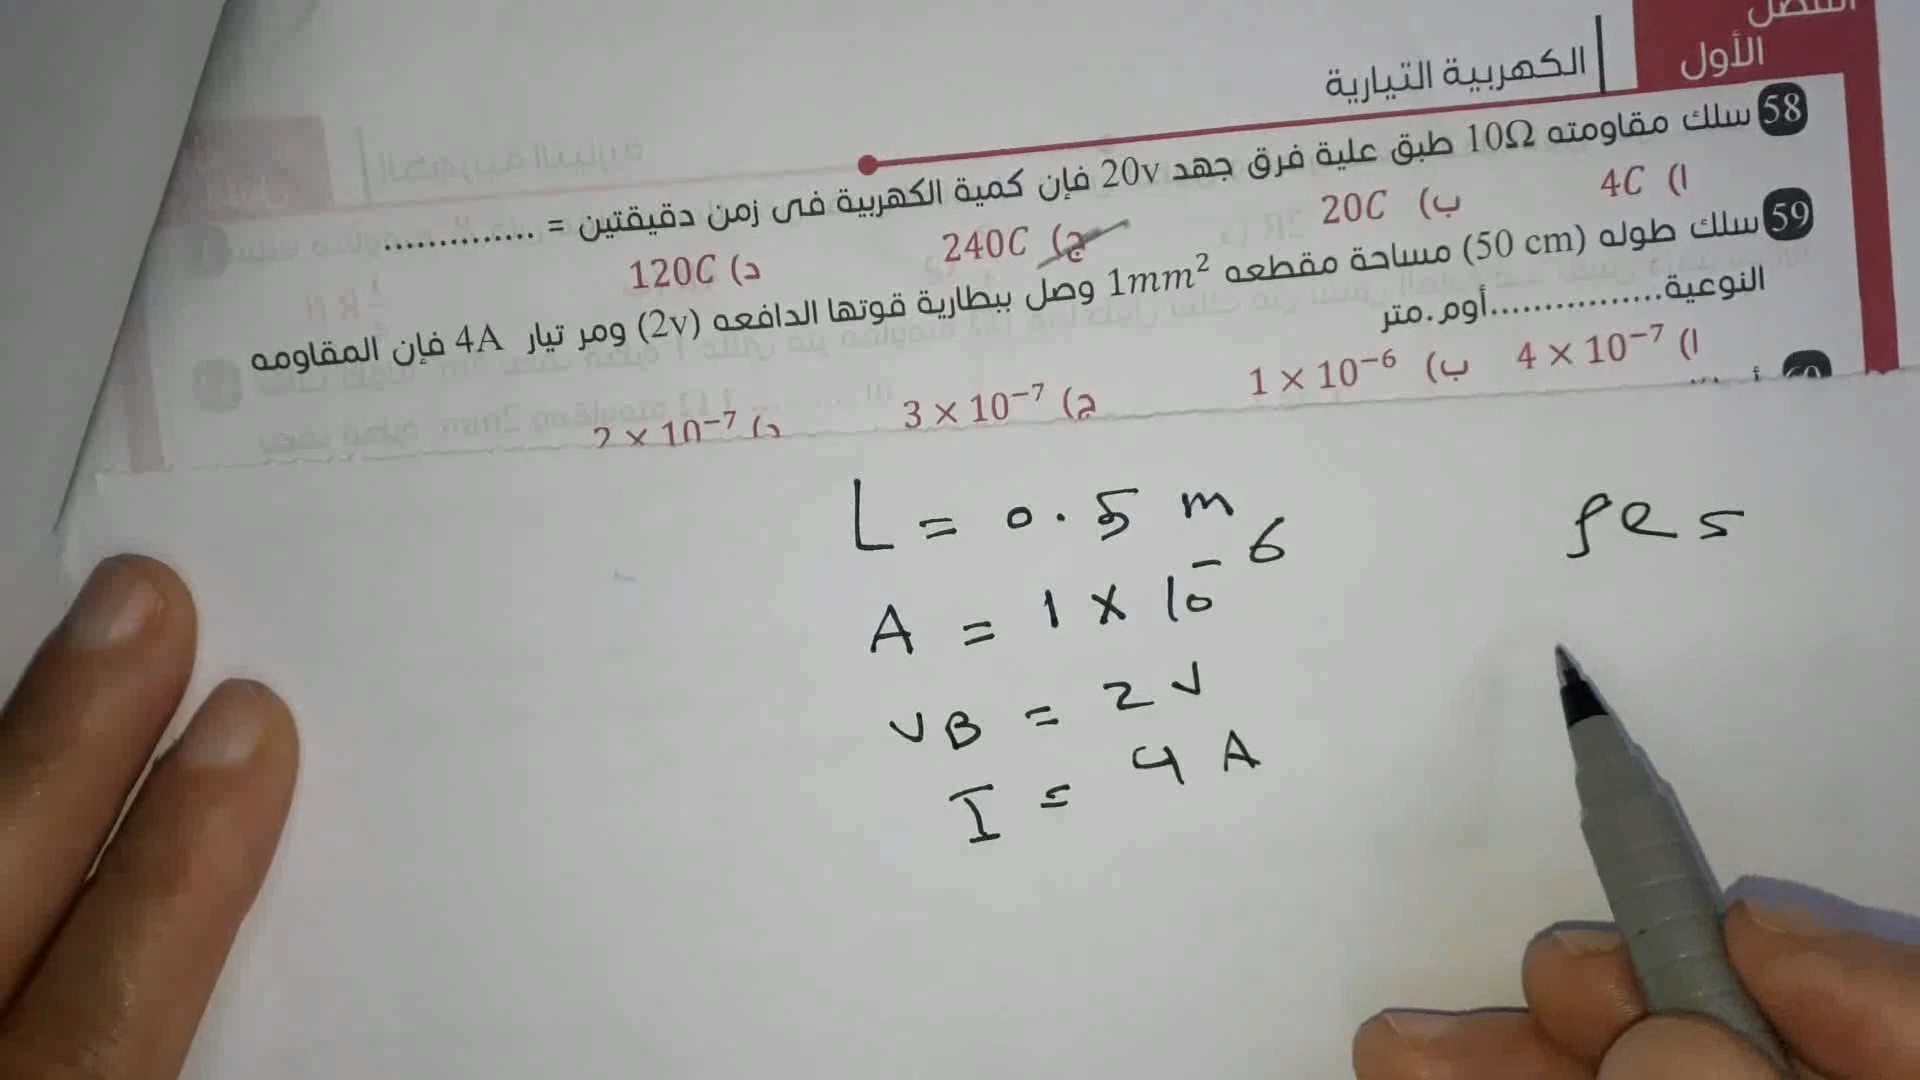 الفصل
الأول
الكهربية التيارية
58 سلك مقاومته 10Ω طبق علية فرق جهد 20v فإن كمية الكهربية فى زمن دقيقتين = ..............
ا) 4C ب) 20C ج) 240C د) 120C
59 سلك طوله (50 cm) مساحة مقطعه 1mm² وصل ببطارية قوتها الدافعه (2v) ومر تيار 4A فإن المقاومه
النوعية................أوم.متر
ا) 4 × 10⁻⁷ ب) 1 × 10⁻⁶ ج) 3 × 10⁻⁷ د) 2 × 10⁻⁷
L = 0.5 m
ρe =
A = 1 × 10⁻⁶
VB = 2 V
I = 4 A